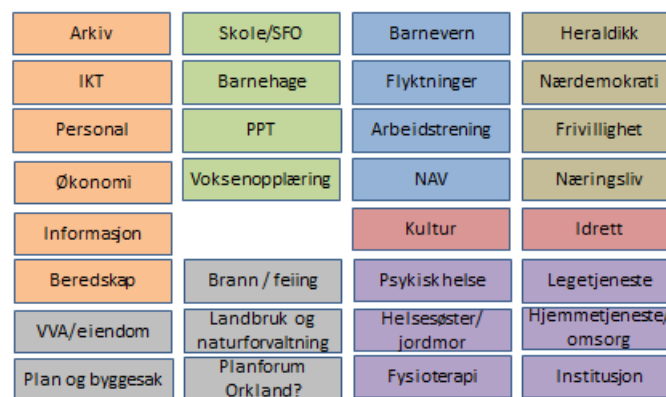 Arkiv
Skole/SFO
Barnevern
Heraldikk
IKT
Barnehage
Flyktninger
Nærdemokrati
Personal
PPT
Arbeidstrening
Frivillighet
Økonomi
Voksenopplæring
NAV
Næringsliv
Informasjon
Kultur
Idrett
Beredskap
Brann / feiing
Psykisk helse
Legetjeneste
VVA/eiendom
Landbruk og
naturforvaltning
Helsesøster/
jordmor
Hjemmetjeneste/
omsorg
Plan og byggesak
Planforum
Orkland?
Fysioterapi
Institusjon